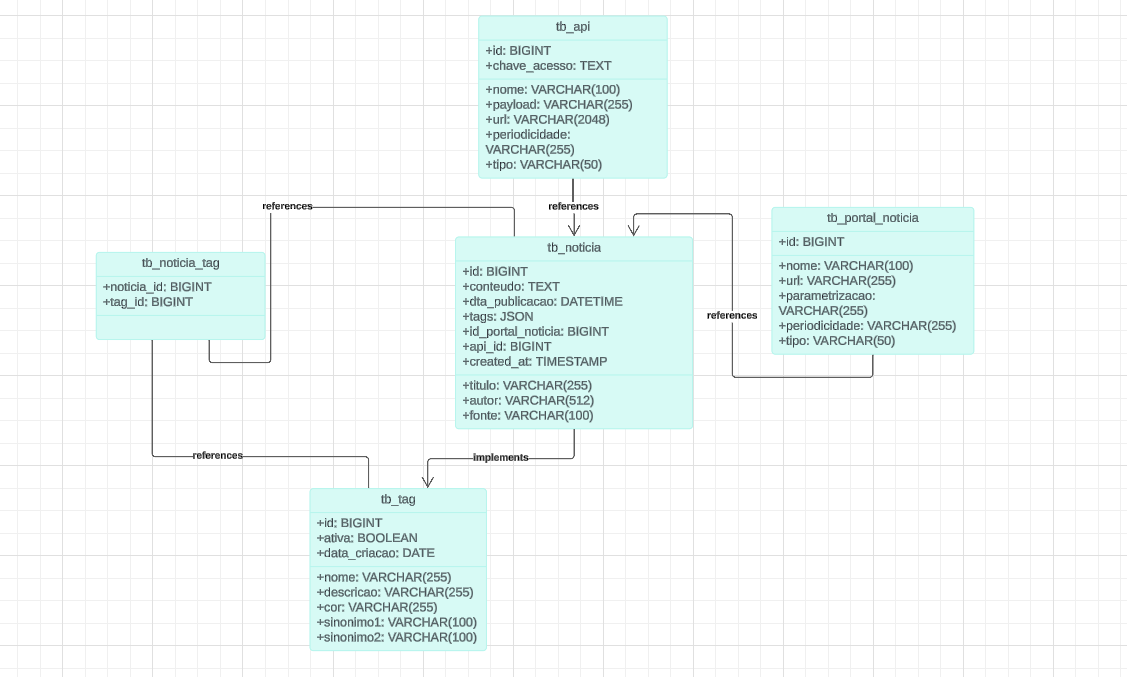 tb_api
+id: BIGINT
+chave_acesso: TEXT
+nome: VARCHAR(100)
+payload: VARCHAR(255)
+url: VARCHAR(2048)
+periodicidade:
VARCHAR(255)
+tipo: VARCHAR(50)
references
references
tb_portal_noticia
+id: BIGINT
+nome: VARCHAR(100)
+url: VARCHAR(255)
+parametrizacao:
VARCHAR(255)
+periodicidade: VARCHAR(255)
+tipo: VARCHAR(50)
tb_noticia_tag
+noticia_id: BIGINT
+tag_id: BIGINT
tb_noticia
+id: BIGINT
+conteudo: TEXT
+dta_publicacao: DATETIME
+tags: JSON
+id_portal_noticia: BIGINT
+api_id: BIGINT
+created_at: TIMESTAMP
+titulo: VARCHAR(255)
+autor: VARCHAR(512)
+fonte: VARCHAR(100)
references
references
implements
tb_tag
+id: BIGINT
+ativa: BOOLEAN
+data_criacao: DATE
+nome: VARCHAR(255)
+descricao: VARCHAR(255)
+cor: VARCHAR(255)
+sinonimo1: VARCHAR(100)
+sinonimo2: VARCHAR(100)